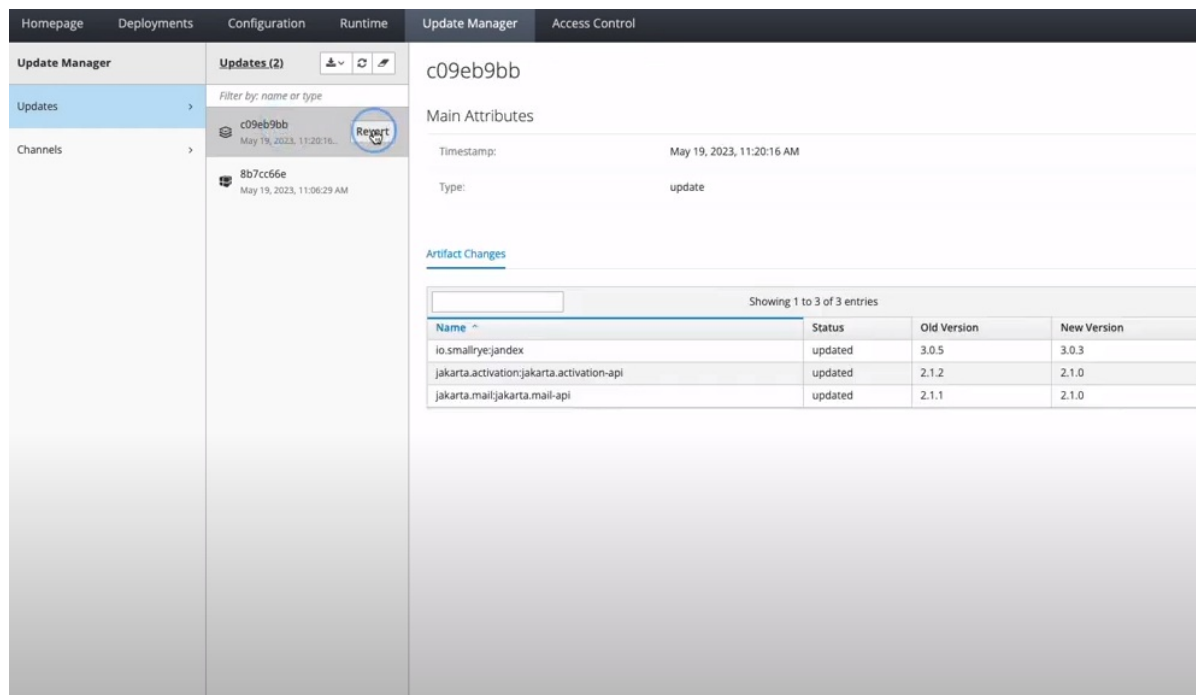 Homepage Deployments Configuration Runtime Update Manager Access Control
Update Manager
Updates
Channels
Updates (2)
Filter by: name or type
c09eb9bb
May 19, 2023, 11:20:16...
Revert
8b7cc66e
May 19, 2023, 11:06:29 AM
c09eb9bb
Main Attributes
Timestamp: May 19, 2023, 11:20:16 AM
Type: update
Artifact Changes
Showing 1 to 3 of 3 entries
Name Status Old Version New Version
io.smallrye:jandex updated 3.0.5 3.0.3
jakarta.activation:jakarta.activation-api updated 2.1.2 2.1.0
jakarta.mail:jakarta.mail-api updated 2.1.1 2.1.0